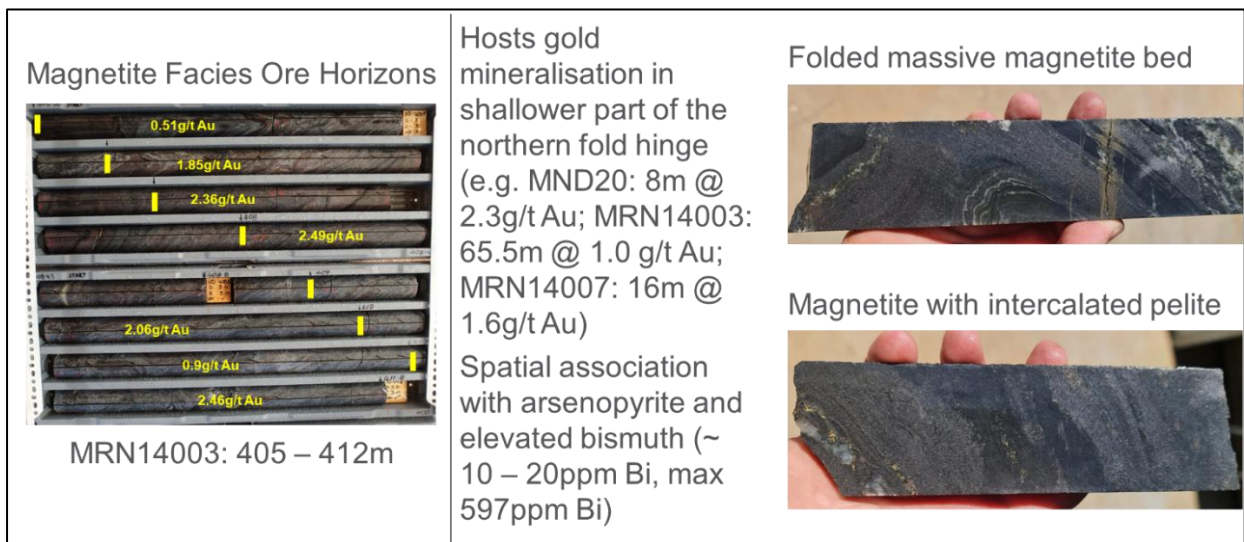 Magnetite Facies Ore Horizons
0.51g/t Au
1.85g/t Au
2.36g/t Au
2.49g/t Au
2.06g/t Au
0.9g/t Au
2.46g/t Au
MRN14003: 405 – 412m
Hosts gold
mineralisation in
shallower part of the
northern fold hinge
(e.g. MND20: 8m @
2.3g/t Au; MRN14003:
65.5m @ 1.0 g/t Au;
MRN14007: 16m @
1.6g/t Au)
Spatial association
with arsenopyrite and
elevated bismuth (~
10 – 20ppm Bi, max
597ppm Bi)
Folded massive magnetite bed
Magnetite with intercalated pelite